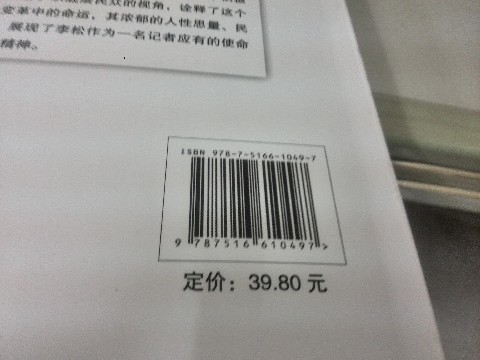 民众的视角，诠释了这个
变革中的命运，其浓郁的人性思量、民
展现了李松作为一名记者应有的使命
精神。
ISBN 978-7-5166-1049-7
9 787516 610497>
定价：39.80 元